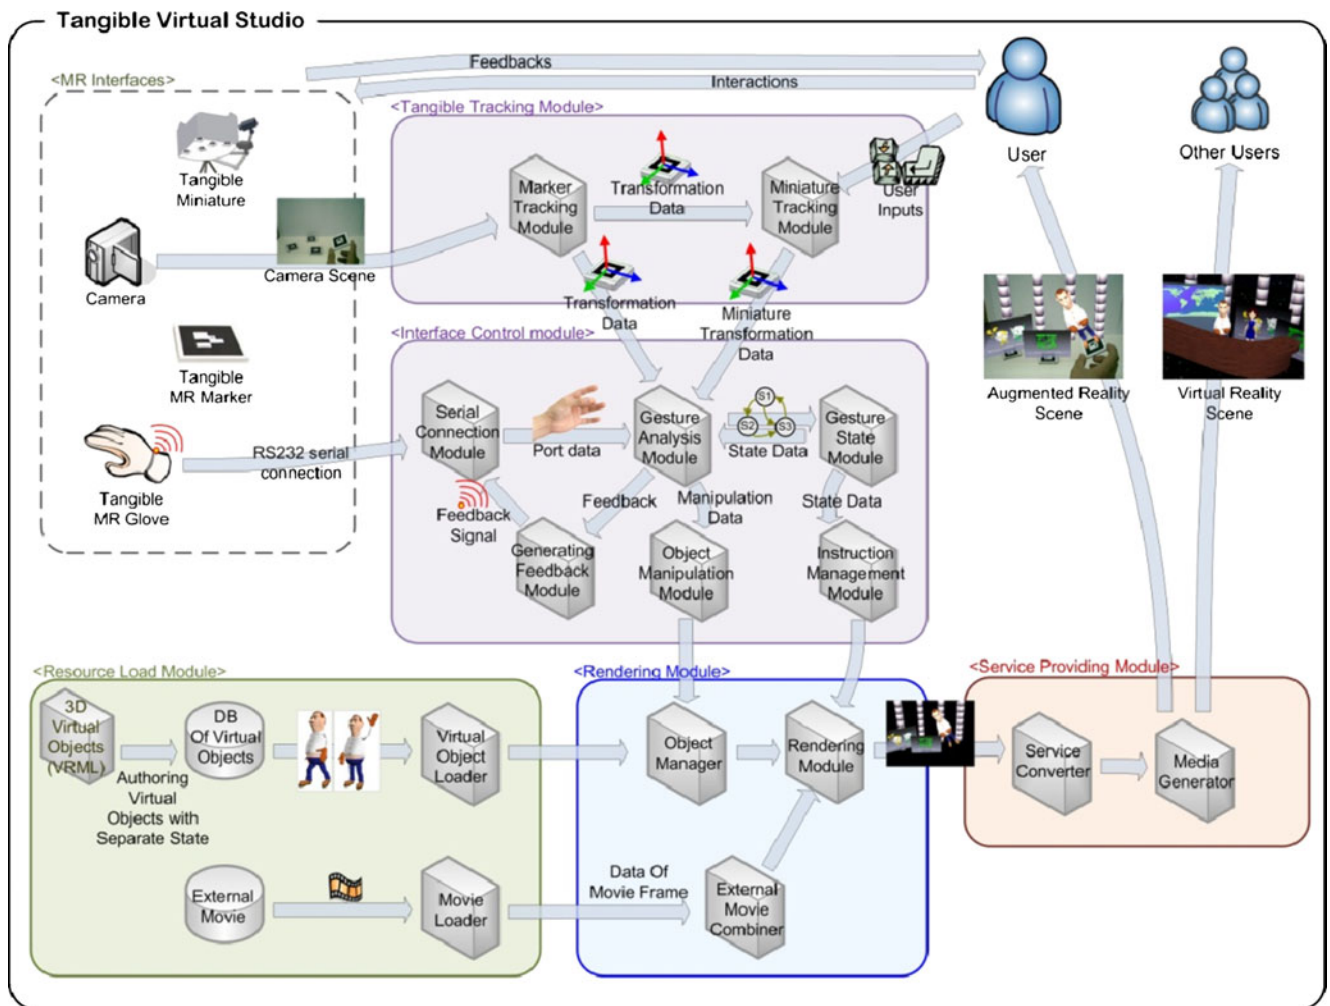 Tangible Virtual Studio
<MR Interfaces>
Feedbacks
Interactions
<Tangible Tracking Module>
Tangible
Miniature
Camera
Camera Scene
Tangible
MR Marker
Tangible
MR Glove
RS232 serial
connection
Marker
Tracking
Module
Transformation
Data
Miniature
Tracking
Module
User
Inputs
User
Other Users
Transformation
Data
Miniature
Transformation
Data
<Interface Control module>
Serial
Connection
Module
Port data
Gesture
Analysis
Module
S1
S2
S3
State Data
Gesture
State
Module
Feedback
Signal
Feedback
Manipulation
Data
State Data
Generating
Feedback
Module
Object
Manipulation
Module
Instruction
Management
Module
Augmented Reality
Scene
Virtual Reality
Scene
<Resource Load Module>
3D
Virtual
Objects
(VRML)
Authoring
Virtual
Objects with
Separate State
DB
Of Virtual
Objects
Virtual
Object
Loader
External
Movie
Movie
Loader
<Rendering Module>
Object
Manager
Rendering
Module
Data Of
Movie Frame
External
Movie
Combiner
<Service Providing Module>
Service
Converter
Media
Generator